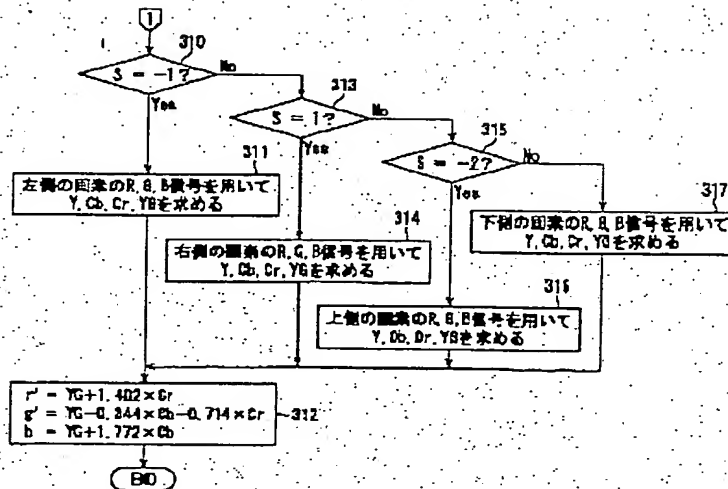 1
310
S = -1?
No
Yes
313
S = 1?
No
Yes
315
S = -2?
No
Yes
311
左側の画素のR, G, B信号を用いて
Y, Cb, Cr, YGを求める
314
右側の画素のR, G, B信号を用いて
Y, Cb, Cr, YGを求める
317
下側の画素のR, G, B信号を用いて
Y, Cb, Cr, YGを求める
316
上側の画素のR, G, B信号を用いて
Y, Cb, Cr, YGを求める
r' = YG+1.402×Cr
g' = YG-0.344×Cb-0.714×Cr
b = YG+1.772×Cb
312
END